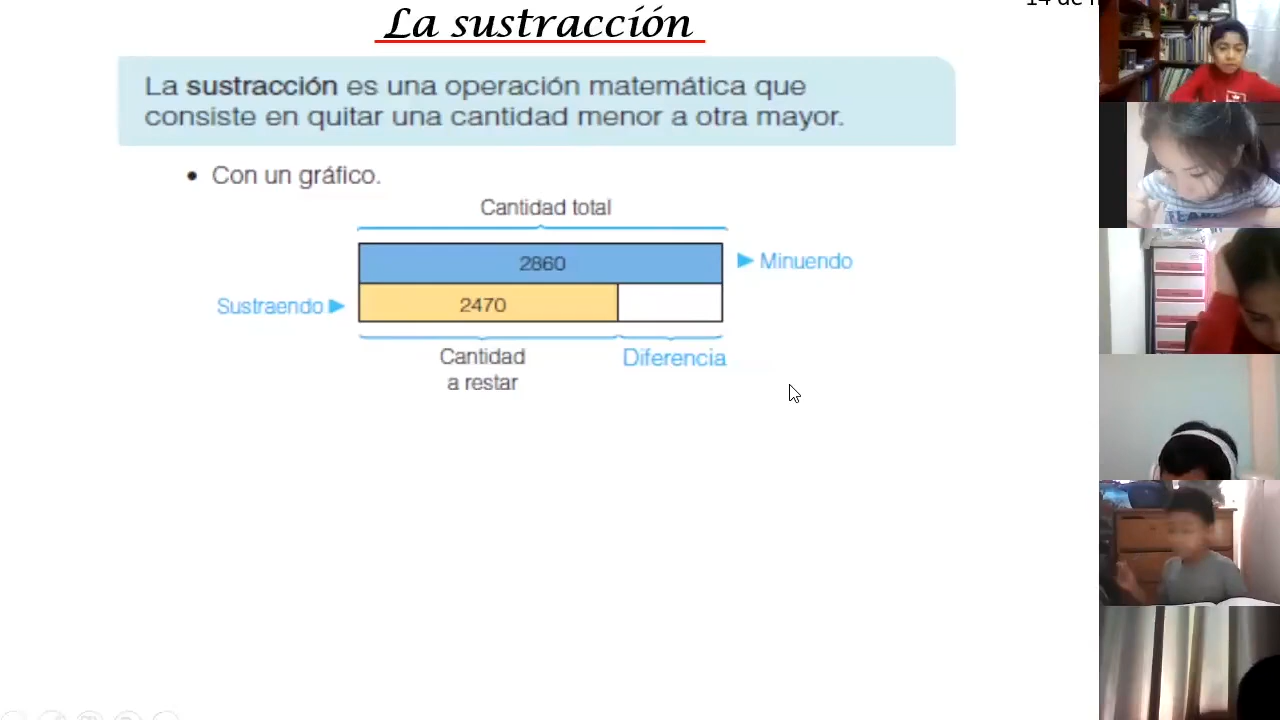 La sustracción
La sustracción es una operación matemática que
consiste en quitar una cantidad menor a otra mayor.
• Con un gráfico.
Cantidad total
2860
Minuendo
Sustraendo
2470
Cantidad
a restar
Diferencia